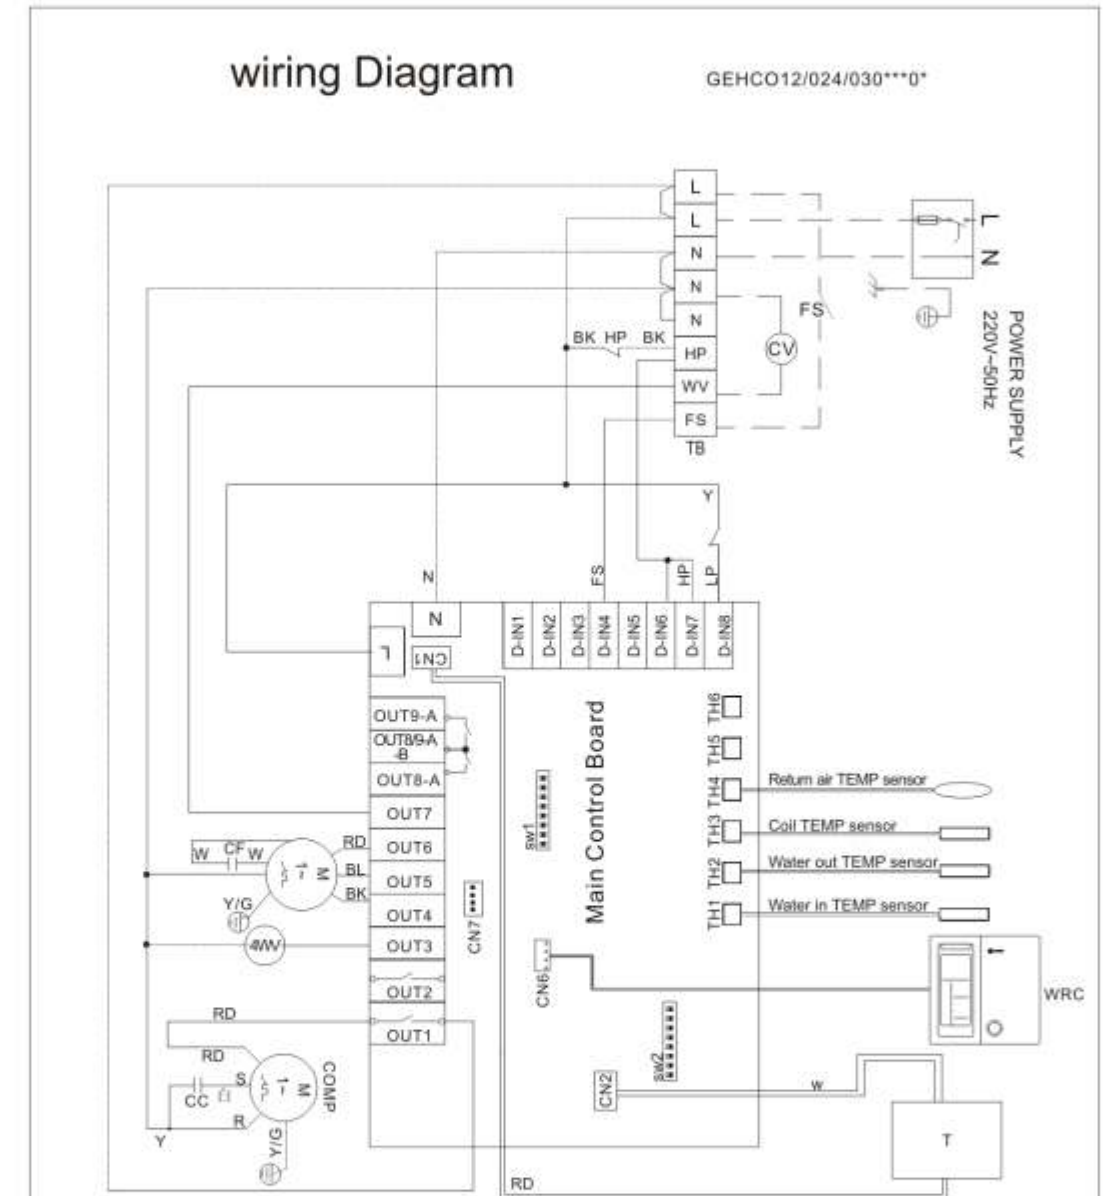 wiring Diagram
GEHCO12/024/030***0*
L
L
N
N
N
HP
WV
FS
TB
L
N
POWER SUPPLY
220V~50Hz
FS
CV
BK HP BK
Y
N
FS
HP
LP
N
L
CN1
D-IN1
D-IN2
D-IN3
D-IN4
D-IN5
D-IN6
D-IN7
D-IN8
OUT9-A
OUT8/9-A
-B
OUT8-A
OUT7
OUT6
OUT5
OUT4
OUT3
OUT2
OUT1
Main Control Board
TH6
TH5
TH4
TH3
TH2
TH1
Return air TEMP sensor
Coil TEMP sensor
Water out TEMP sensor
Water in TEMP sensor
sw1
CN7
CN6
sw2
CN2
WRC
W
T
W CF W
RD
BL
BK
M
1~
Y/G
4WV
RD
RD
CC
S
R
M
1~
COMP
Y
Y/G
RD